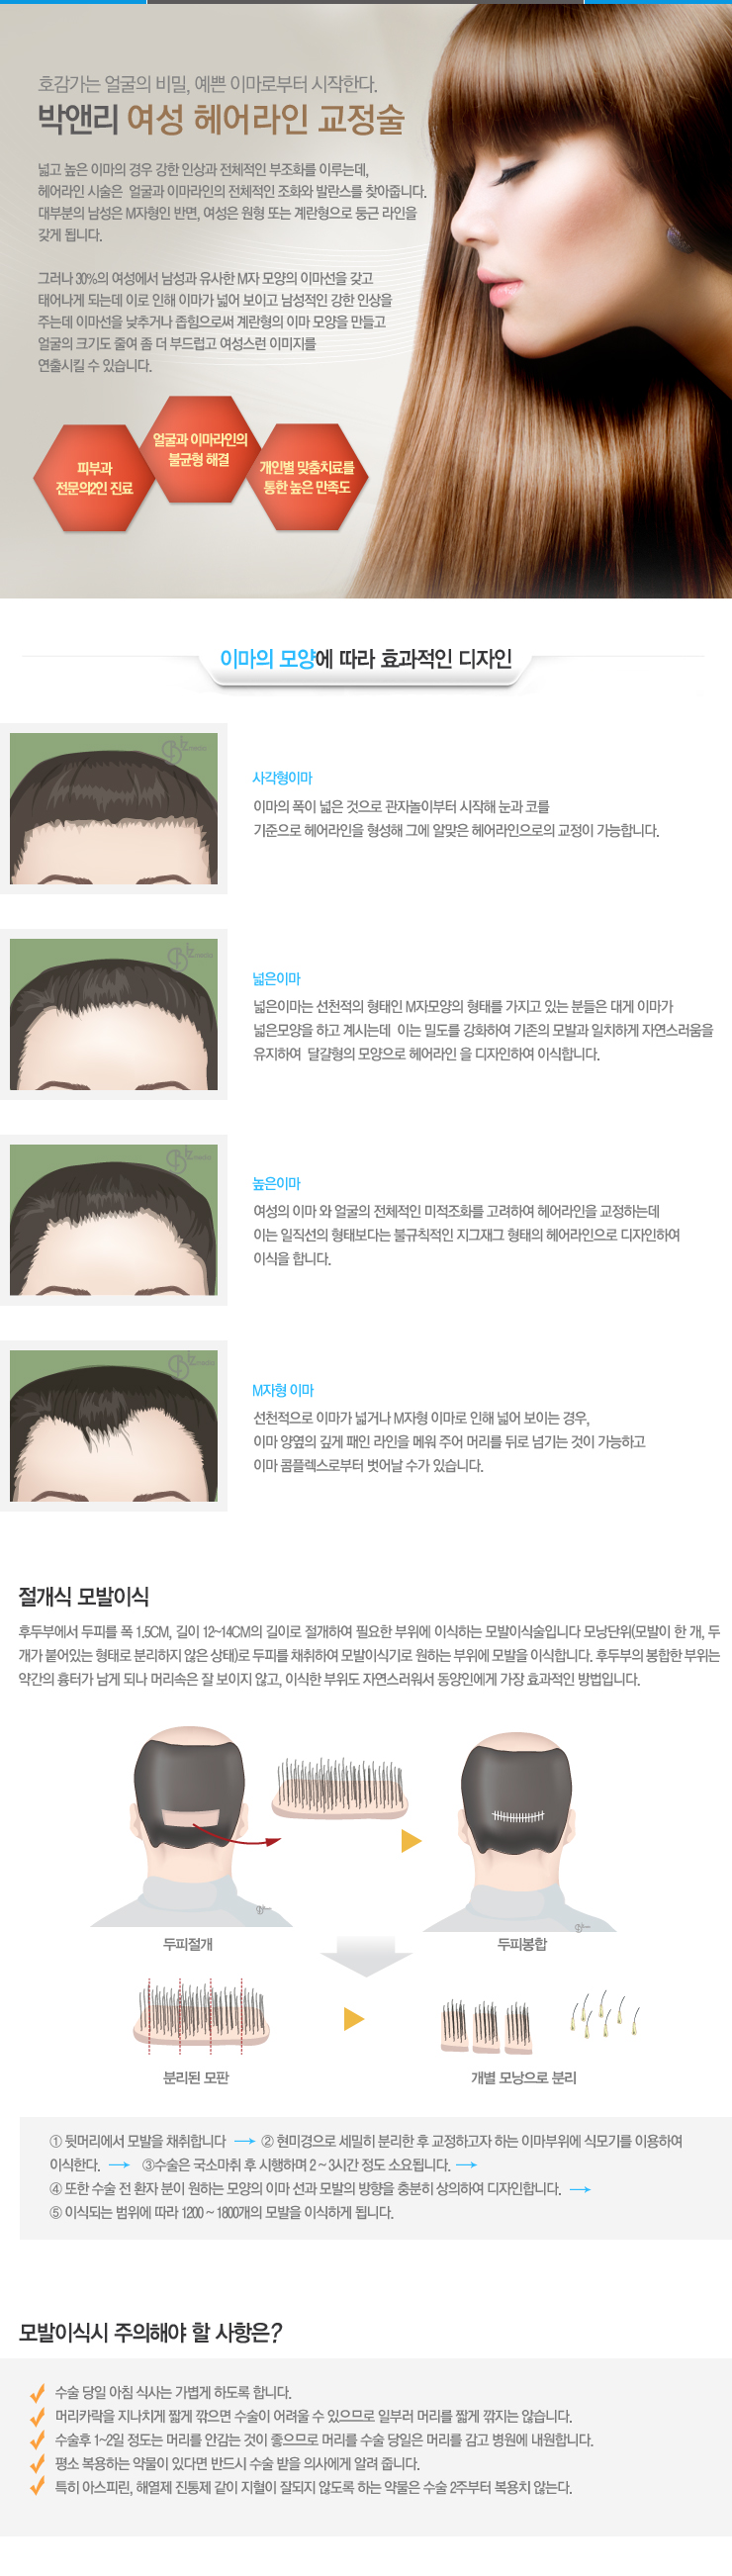 호감가는 얼굴의 비밀, 예쁜 이마로부터 시작한다.
박앤리 여성 헤어라인 교정술
넓고 높은 이마의 경우 강한 인상과 전체적인 부조화를 이루는데,
헤어라인 시술은 얼굴과 이마라인의 전체적인 조화와 발란스를 찾아줍니다.
대부분의 남성은 M자형인 반면, 여성은 원형 또는 계란형으로 둥근 라인을
갖게 됩니다.
그러나 30%의 여성에서 남성과 유사한 M자 모양의 이마선을 갖고
태어나게 되는데 이로 인해 이마가 넓어 보이고 남성적인 강한 인상을
주는데 이마선을 낮추거나 좁힘으로써 계란형의 이마 모양을 만들고
얼굴의 크기도 줄여 좀 더 부드럽고 여성스런 이미지를
연출시킬 수 있습니다.
피부과
전문의2인 진료
얼굴과 이마라인의
불균형 해결
개인별 맞춤치료를
통한 높은 만족도
이마의 모양에 따라 효과적인 디자인
사각형이마
이마의 폭이 넓은 것으로 관자놀이부터 시작해 눈과 코를
기준으로 헤어라인을 형성해 그에 알맞은 헤어라인으로의 교정이 가능합니다.
넓은이마
넓은이마는 선천적의 형태인 M자모양의 형태를 가지고 있는 분들은 대게 이마가
넓은모양을 하고 계시는데 이는 밀도를 강화하여 기존의 모발과 일치하게 자연스러움을
유지하여 달걀형의 모양으로 헤어라인 을 디자인하여 이식합니다.
높은이마
여성의 이마 와 얼굴의 전체적인 미적조화를 고려하여 헤어라인을 교정하는데
이는 일직선의 형태보다는 불규칙적인 지그재그 형태의 헤어라인으로 디자인하여
이식을 합니다.
M자형 이마
선천적으로 이마가 넓거나 M자형 이마로 인해 넓어 보이는 경우,
이마 양옆의 깊게 패인 라인을 메워 주어 머리를 뒤로 넘기는 것이 가능하고
이마 콤플렉스로부터 벗어날 수가 있습니다.
절개식 모발이식
후두부에서 두피를 폭 1.5CM, 길이 12~14CM의 길이로 절개하여 필요한 부위에 이식하는 모발이식술입니다 모낭단위(모발이 한 개, 두
개가 붙어있는 형태로 분리하지 않은 상태)로 두피를 채취하여 모발이식기로 원하는 부위에 모발을 이식합니다. 후두부의 봉합한 부위는
약간의 흉터가 남게 되나 머리속은 잘 보이지 않고, 이식한 부위도 자연스러워서 동양인에게 가장 효과적인 방법입니다.
두피절개
두피봉합
분리된 모판
개별 모낭으로 분리
① 뒷머리에서 모발을 채취합니다 → ② 현미경으로 세밀히 분리한 후 교정하고자 하는 이마부위에 식모기를 이용하여
이식한다. → ③수술은 국소마취 후 시행하며 2 ~ 3시간 정도 소요됩니다. →
④ 또한 수술 전 환자 분이 원하는 모양의 이마 선과 모발의 방향을 충분히 상의하여 디자인합니다. →
⑤ 이식되는 범위에 따라 1200 ~ 1800개의 모발을 이식하게 됩니다.
모발이식시 주의해야 할 사항은?
수술 당일 아침 식사는 가볍게 하도록 합니다.
머리카락을 지나치게 짧게 깎으면 수술이 어려울 수 있으므로 일부러 머리를 짧게 깎지는 않습니다.
수술후 1~2일 정도는 머리를 안감는 것이 좋으므로 머리를 수술 당일은 머리를 감고 병원에 내원합니다.
평소 복용하는 약물이 있다면 반드시 수술 받을 의사에게 알려 줍니다.
특히 아스피린, 해열제 진통제 같이 지혈이 잘되지 않도록 하는 약물은 수술 2주부터 복용치 않는다.